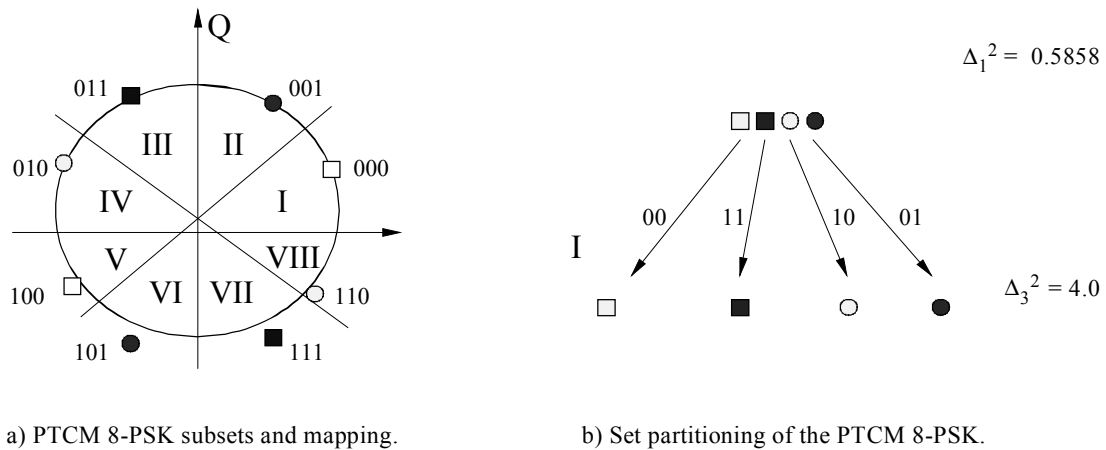 Q
011
001
010
000
III
II
IV
I
V
VIII
VI
VII
100
110
101
111
a) PTCM 8-PSK subsets and mapping.
Δ₁² = 0.5858
00
11
10
01
I
Δ₃² = 4.0
b) Set partitioning of the PTCM 8-PSK.